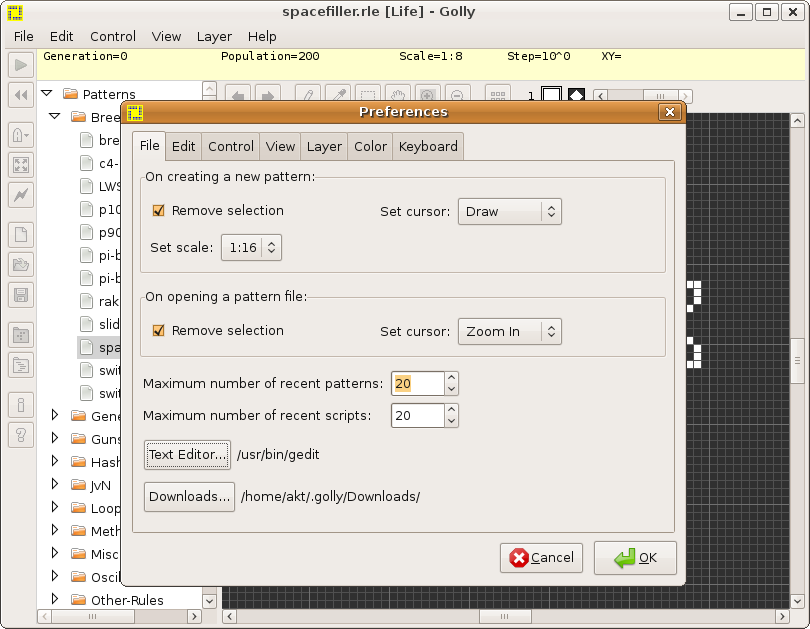 spacefiller.rle [Life] - Golly
File Edit Control View Layer Help
Generation=0 Population=200 Scale=1:8 Step=10^0 XY=
1
Patterns
Bree
bre
c4-
LWS
p10
p90
pi-b
pi-b
rak
slid
spa
swit
swit
Gene
Guns
Hash
JvN
Loop
Meth
Misc
Oscil
Other-Rules
Preferences
File Edit Control View Layer Color Keyboard
On creating a new pattern:
Remove selection Set cursor: Draw
Set scale: 1:16
On opening a pattern file:
Remove selection Set cursor: Zoom In
Maximum number of recent patterns: 20
Maximum number of recent scripts: 20
Text Editor... /usr/bin/gedit
Downloads... /home/akt/.golly/Downloads/
Cancel OK